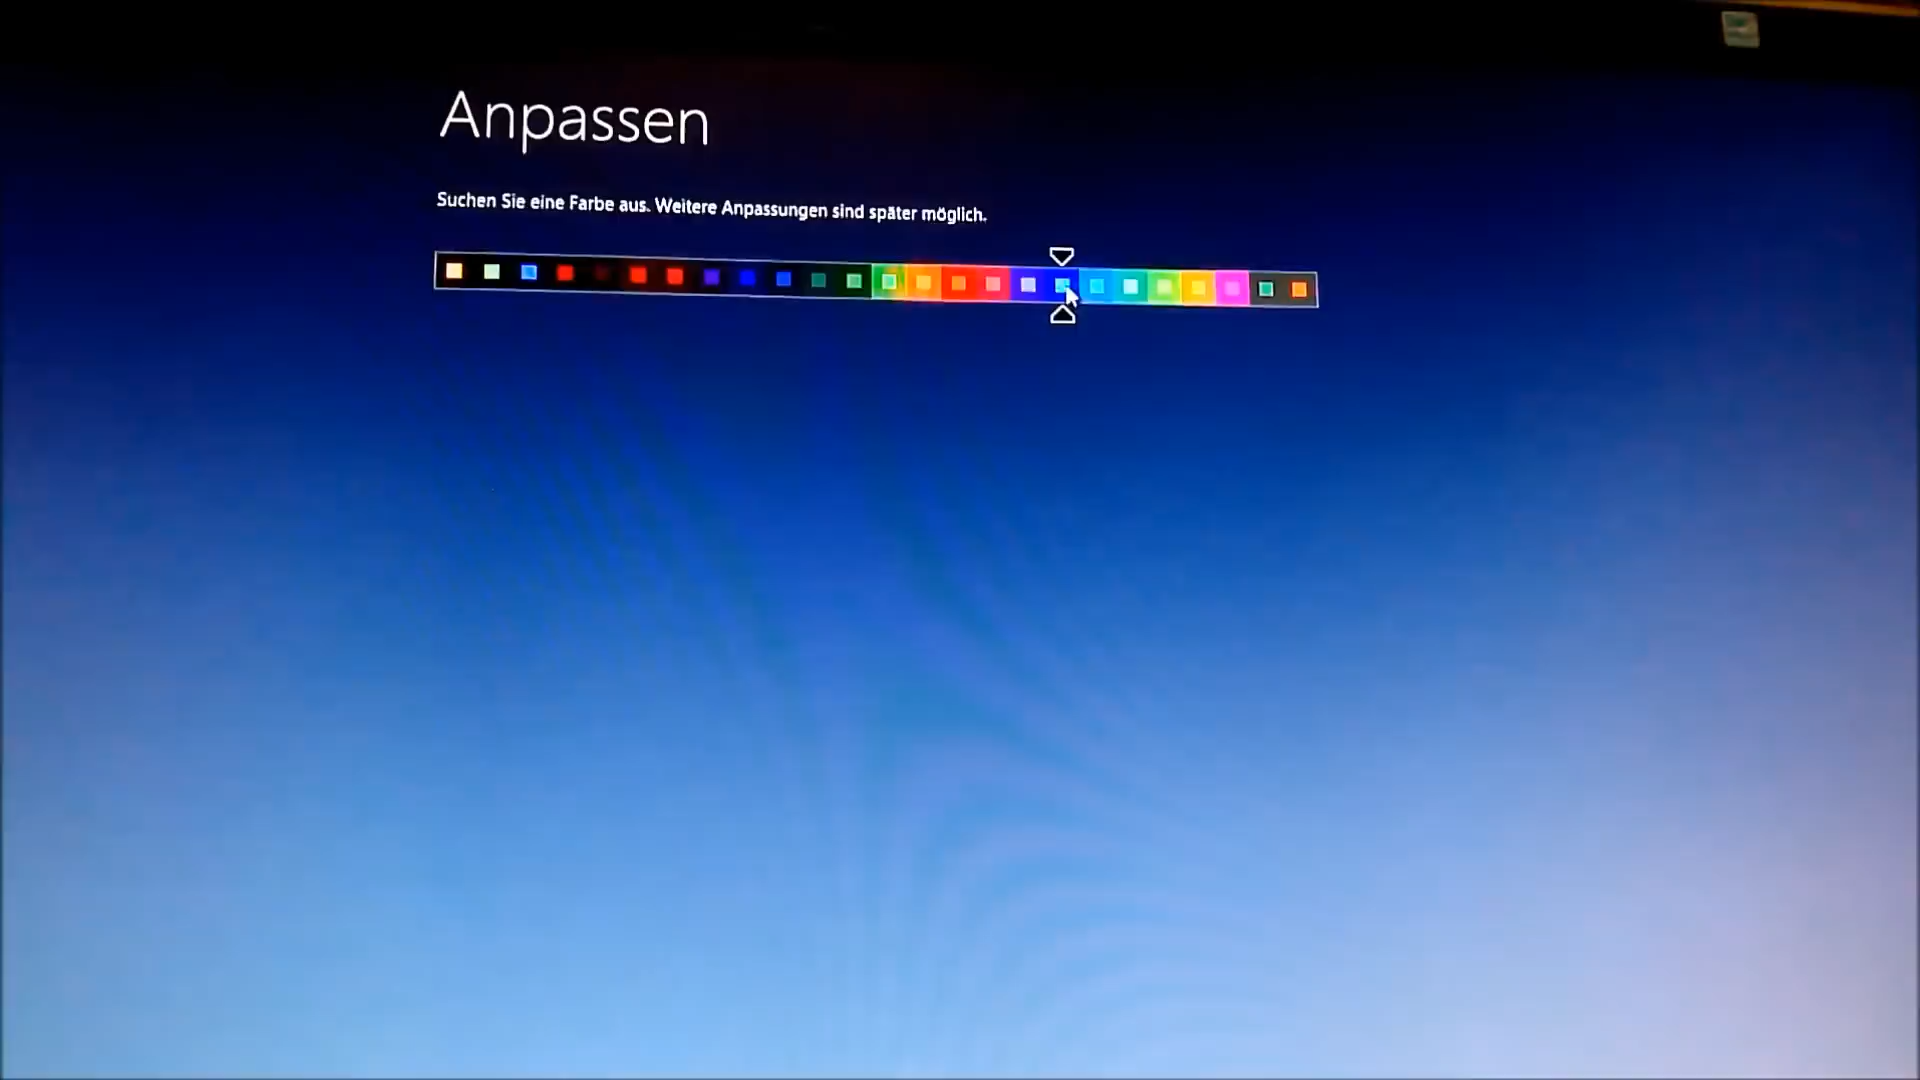 Anpassen
Suchen Sie eine Farbe aus. Weitere Anpassungen sind später möglich.